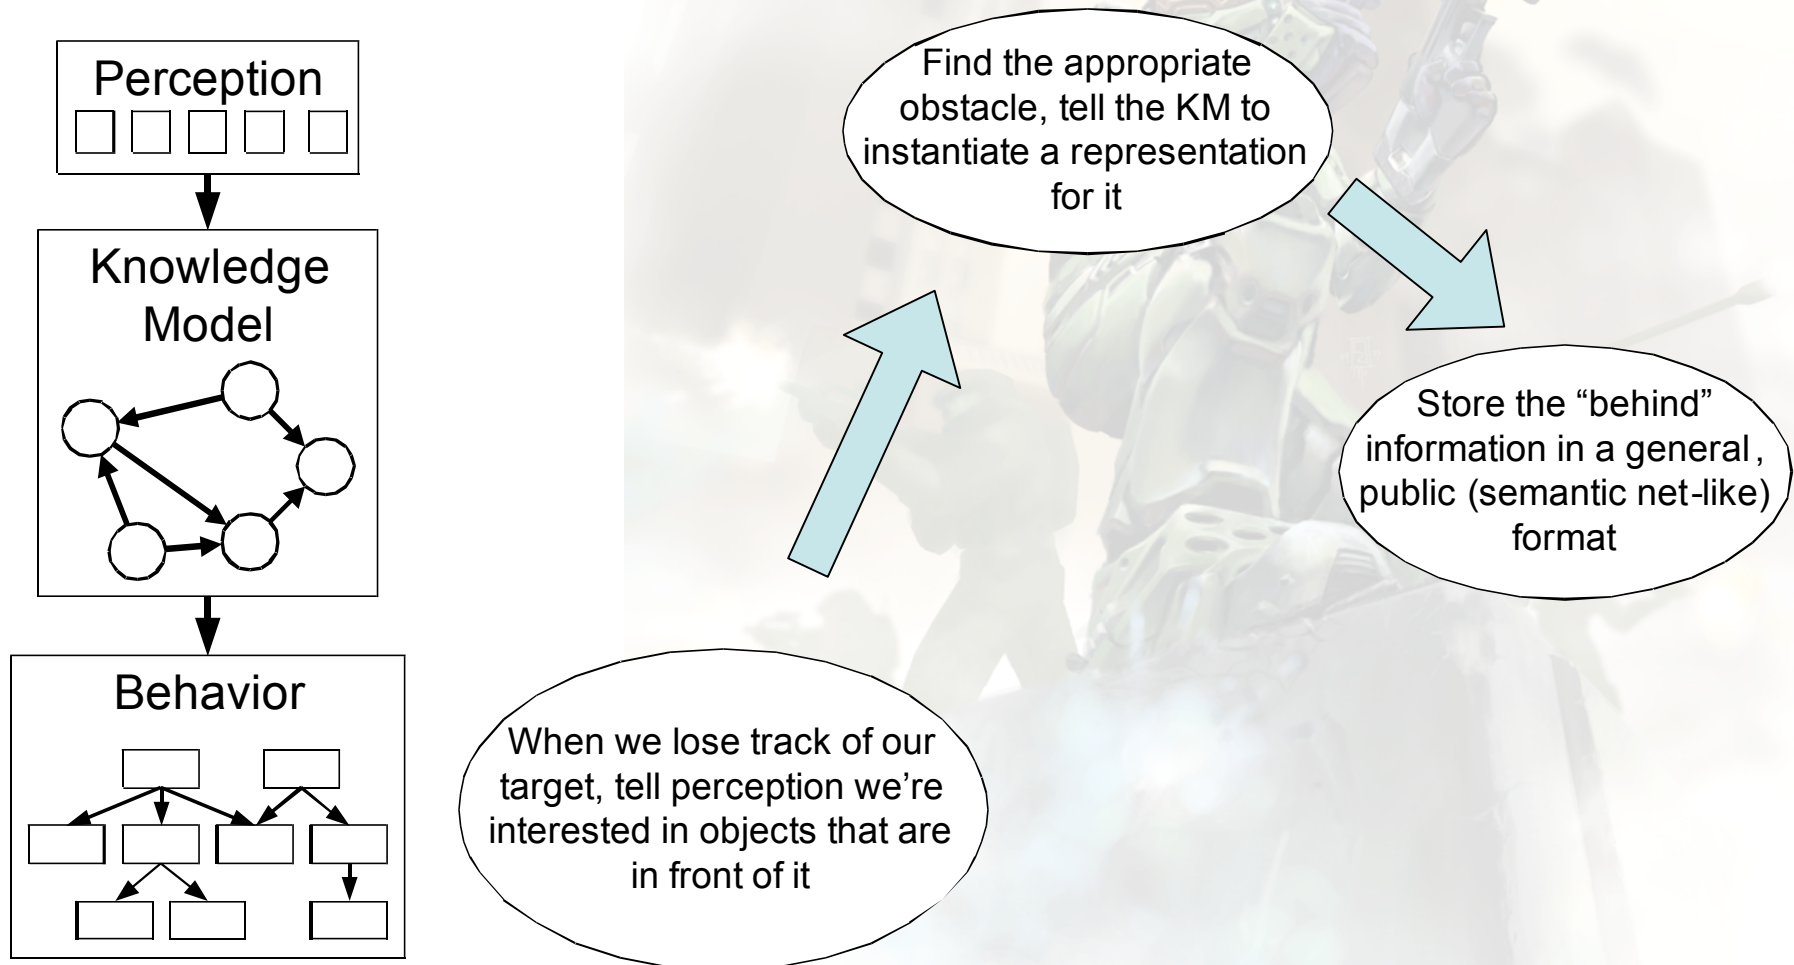 Perception
Knowledge
Model
Behavior
Find the appropriate
obstacle, tell the KM to
instantiate a representation
for it
Store the “behind”
information in a general,
public (semantic net-like)
format
When we lose track of our
target, tell perception we’re
interested in objects that are
in front of it